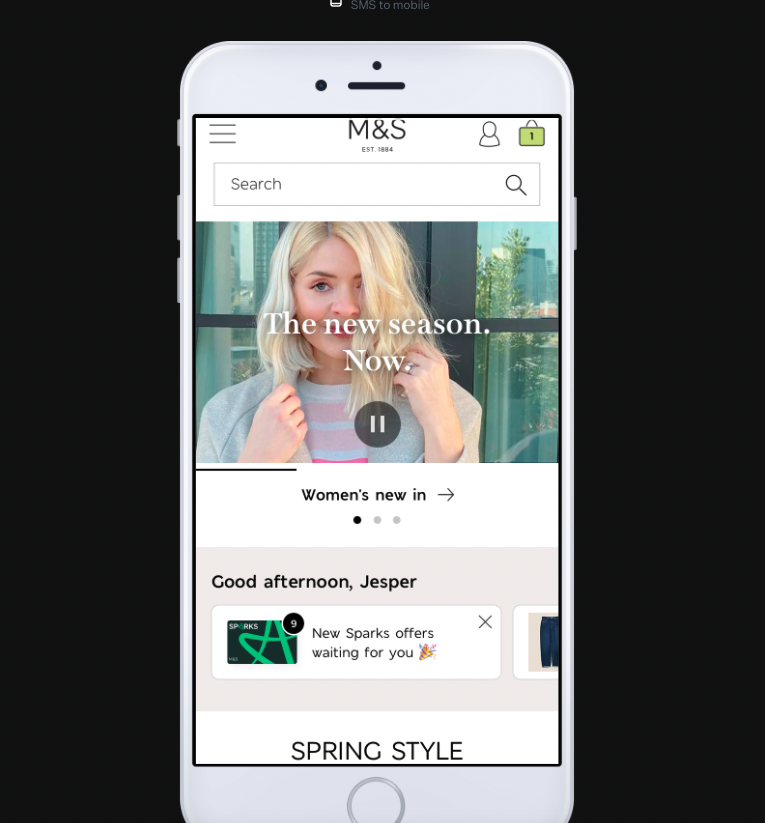 SMS to mobile
M&S
EST. 1884
1
Search
The new season.
Now.
Women's new in
Good afternoon, Jesper
SPARKS
9
M&S
New Sparks offers
waiting for you 🎉
SPRING STYLE